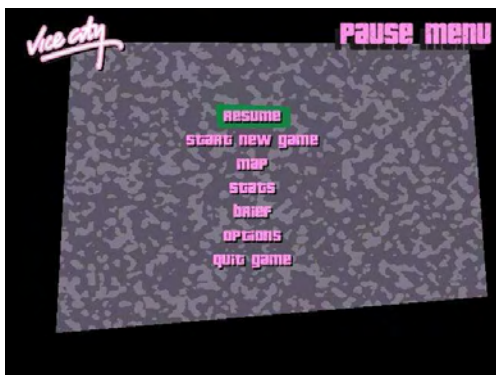 vice city
Pause menu
Resume
start new game
map
stats
brief
options
quit game